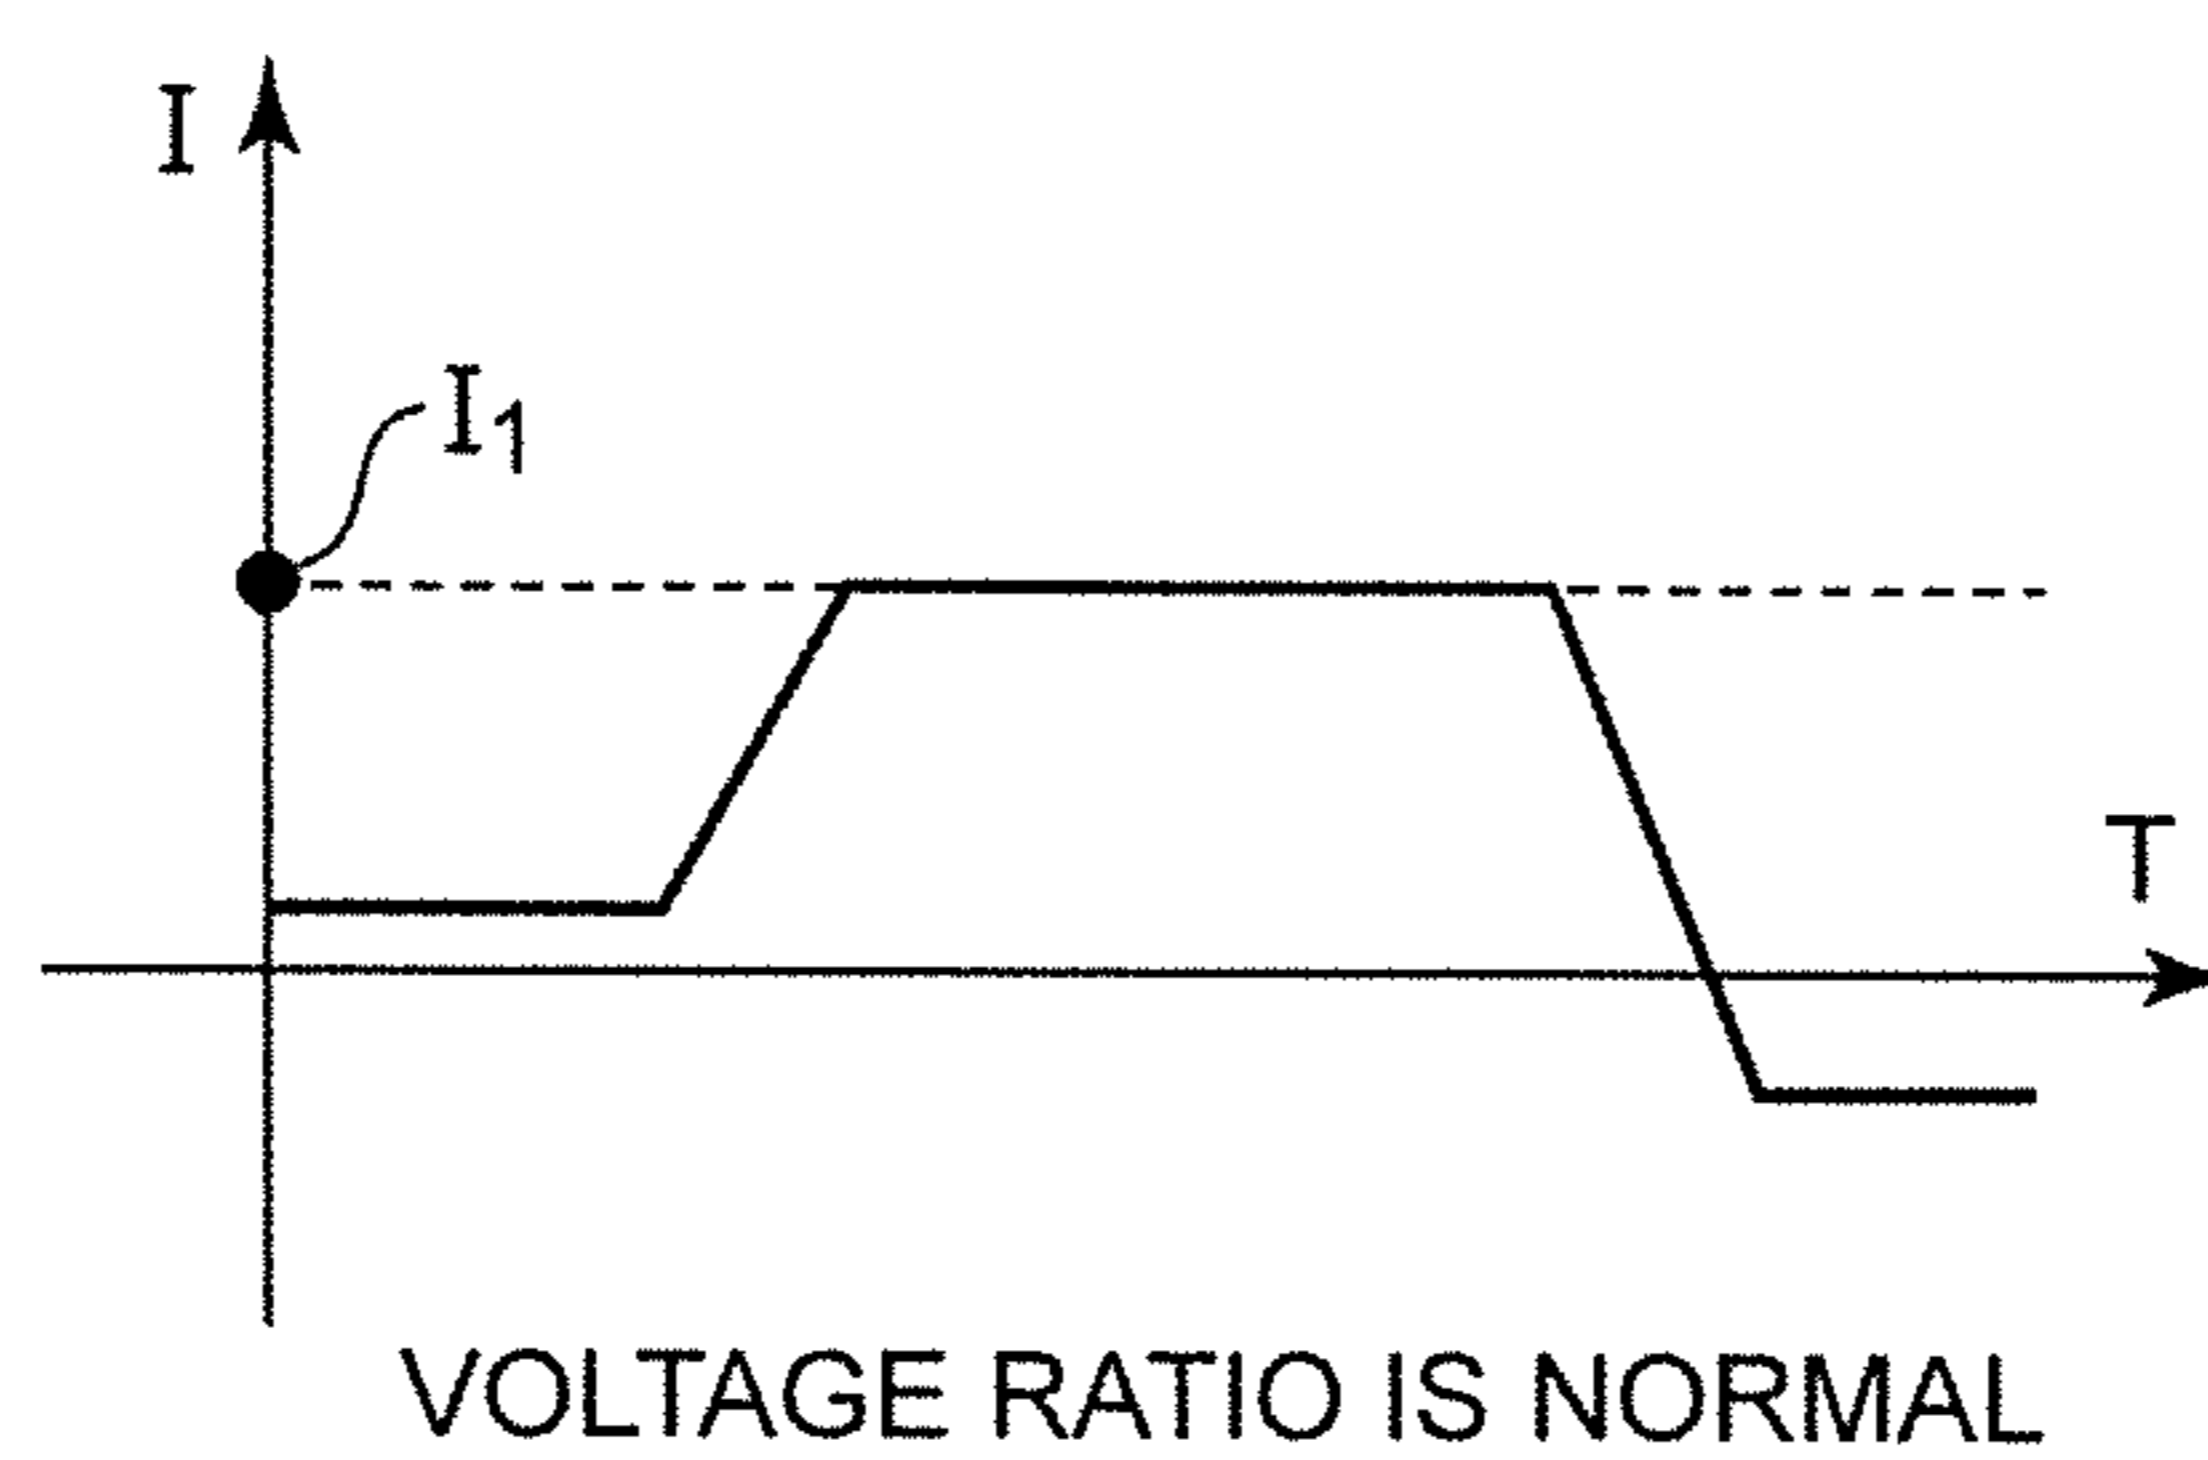 I
I₁
T
VOLTAGE RATIO IS NORMAL